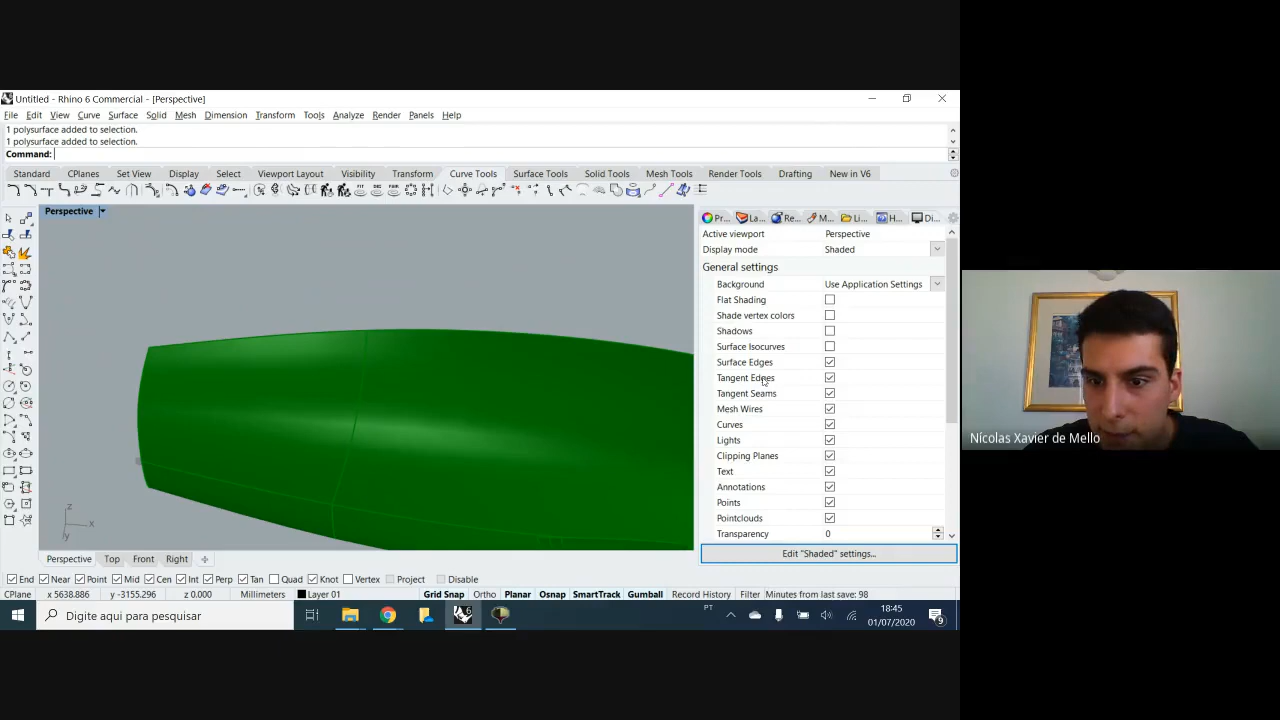 Untitled - Rhino 6 Commercial - [Perspective]
File Edit View Curve Surface Solid Mesh Dimension Transform Tools Analyze Render Panels Help
1 polysurface added to selection.
1 polysurface added to selection.
Command:
Standard CPlanes Set View Display Select Viewport Layout Visibility Transform Curve Tools Surface Tools Solid Tools Mesh Tools Render Tools Drafting New in V6
Perspective
Pr... La... Re... M... Li... H... Di...
Active viewport Perspective
Display mode Shaded
General settings
Background Use Application Settings
Flat Shading
Shade vertex colors
Shadows
Surface Isocurves
Surface Edges
Tangent Edges
Tangent Seams
Mesh Wires
Curves
Lights
Clipping Planes
Text
Annotations
Points
Pointclouds
Transparency 0
Edit "Shaded" settings...
z
x
y
Perspective Top Front Right
End Near Point Mid Cen Int Perp Tan Quad Knot Vertex Project Disable
CPlane x 5638.886 y -3155.296 z 0.000 Millimeters Layer 01 Grid Snap Ortho Planar Osnap SmartTrack Gumball Record History Filter Minutes from last save: 98
Digite aqui para pesquisar
PT
18:45
01/07/2020
9
Nícolas Xavier de Mello